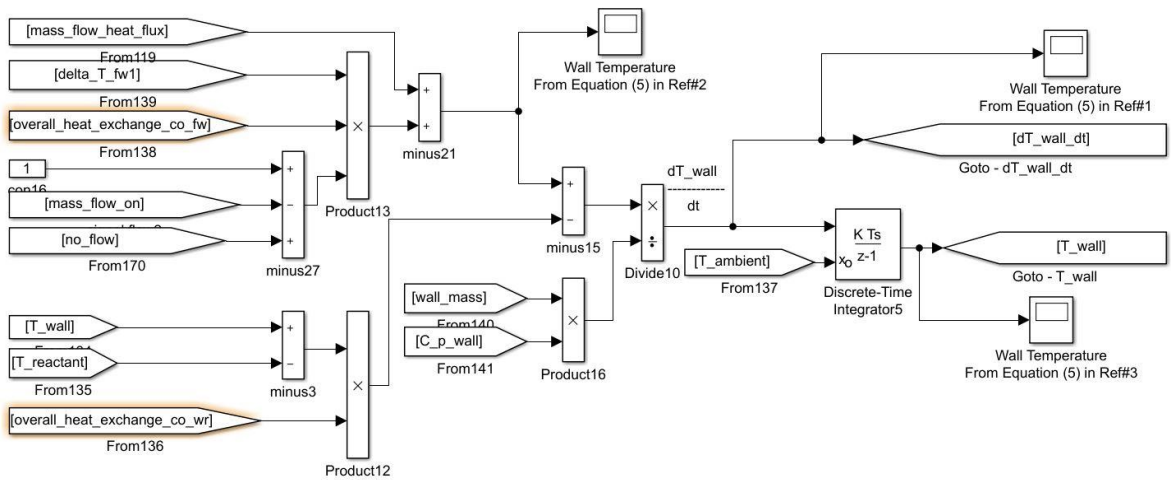 [mass_flow_heat_flux]
From119
[delta_T_fw1]
From139
[overall_heat_exchange_co_fw]
From138
1
con16
[mass_flow_on]
[no_flow]
From170
+
−
+
minus27
×
Product13
+
+
minus21
Wall Temperature
From Equation (5) in Ref#2
[T_wall]
[T_reactant]
From135
+
−
minus3
[overall_heat_exchange_co_wr]
From136
×
Product12
+
−
minus15
[wall_mass]
From140
[C_p_wall]
From141
×
Product16
×
÷
Divide10
dT_wall
------------
dt
[T_ambient]
From137
K Ts
z-1
xo
Discrete-Time
Integrator5
Wall Temperature
From Equation (5) in Ref#1
[dT_wall_dt]
Goto - dT_wall_dt
[T_wall]
Goto - T_wall
Wall Temperature
From Equation (5) in Ref#3